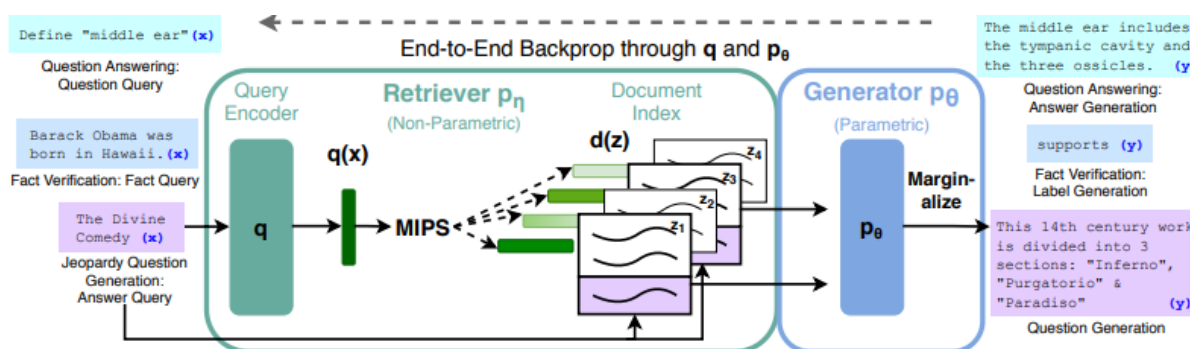 Define "middle ear" (x)
Question Answering:
Question Query
Barack Obama was
born in Hawaii. (x)
Fact Verification: Fact Query
The Divine
Comedy (x)
Jeopardy Question
Generation:
Answer Query
End-to-End Backprop through q and pθ
Query
Encoder
q
q(x)
Retriever pη
(Non-Parametric)
MIPS
Document
Index
d(z)
z4
z3
z2
z1
Generator pθ
(Parametric)
pθ
Margin-
alize
The middle ear includes
the tympanic cavity and
the three ossicles. (y)
Question Answering:
Answer Generation
supports (y)
Fact Verification:
Label Generation
This 14th century work
is divided into 3
sections: "Inferno",
"Purgatorio" &
"Paradiso" (y)
Question Generation